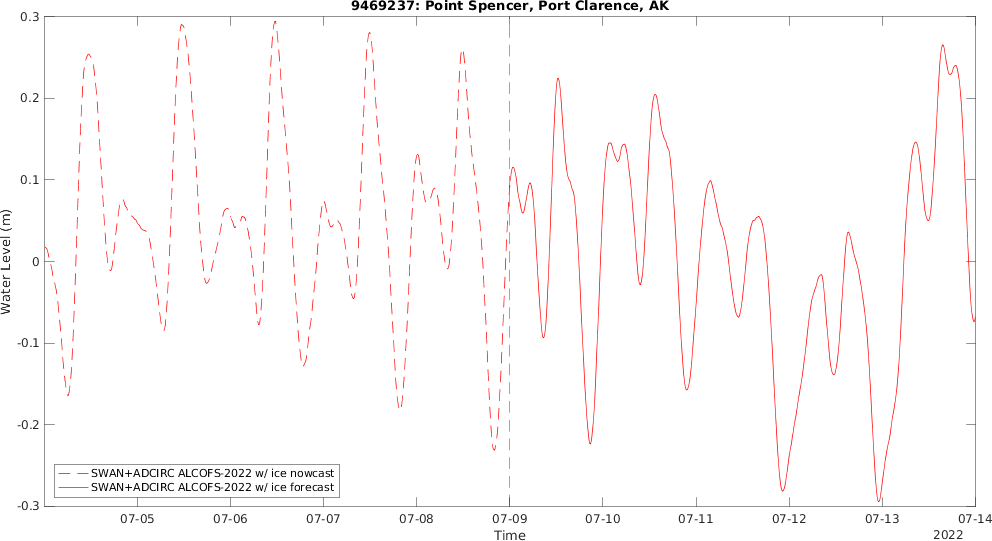 9469237: Point Spencer, Port Clarence, AK
0.3
0.2
0.1
0
-0.1
-0.2
-0.3
Water Level (m)
SWAN+ADCIRC ALCOFS-2022 w/ ice nowcast
SWAN+ADCIRC ALCOFS-2022 w/ ice forecast
07-05 07-06 07-07 07-08 07-09 07-10 07-11 07-12 07-13 07-14
Time
2022